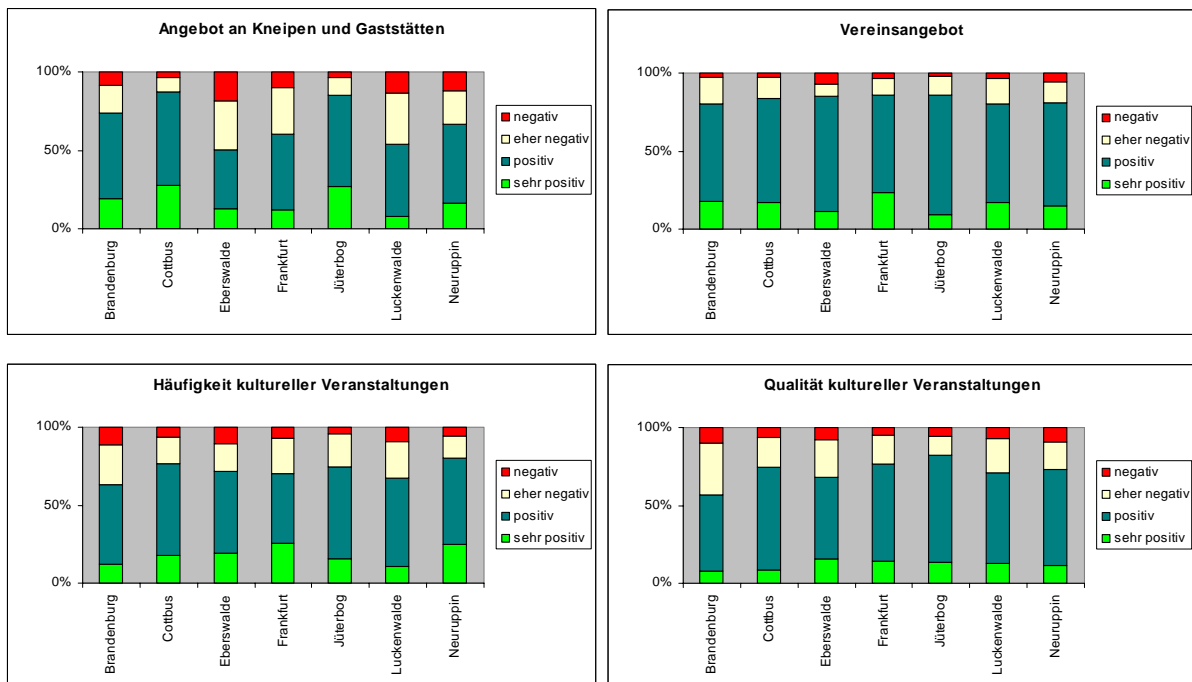 Angebot an Kneipen und Gaststätten
100%
50%
0%
Brandenburg
Cottbus
Eberswalde
Frankfurt
Jüterbog
Luckenwalde
Neuruppin
negativ
eher negativ
positiv
sehr positiv
Vereinsangebot
100%
50%
0%
Brandenburg
Cottbus
Eberswalde
Frankfurt
Jüterbog
Luckenwalde
Neuruppin
negativ
eher negativ
positiv
sehr positiv
Häufigkeit kultureller Veranstaltungen
100%
50%
0%
Brandenburg
Cottbus
Eberswalde
Frankfurt
Jüterbog
Luckenwalde
Neuruppin
negativ
eher negativ
positiv
sehr positiv
Qualität kultureller Veranstaltungen
100%
50%
0%
Brandenburg
Cottbus
Eberswalde
Frankfurt
Jüterbog
Luckenwalde
Neuruppin
negativ
eher negativ
positiv
sehr positiv